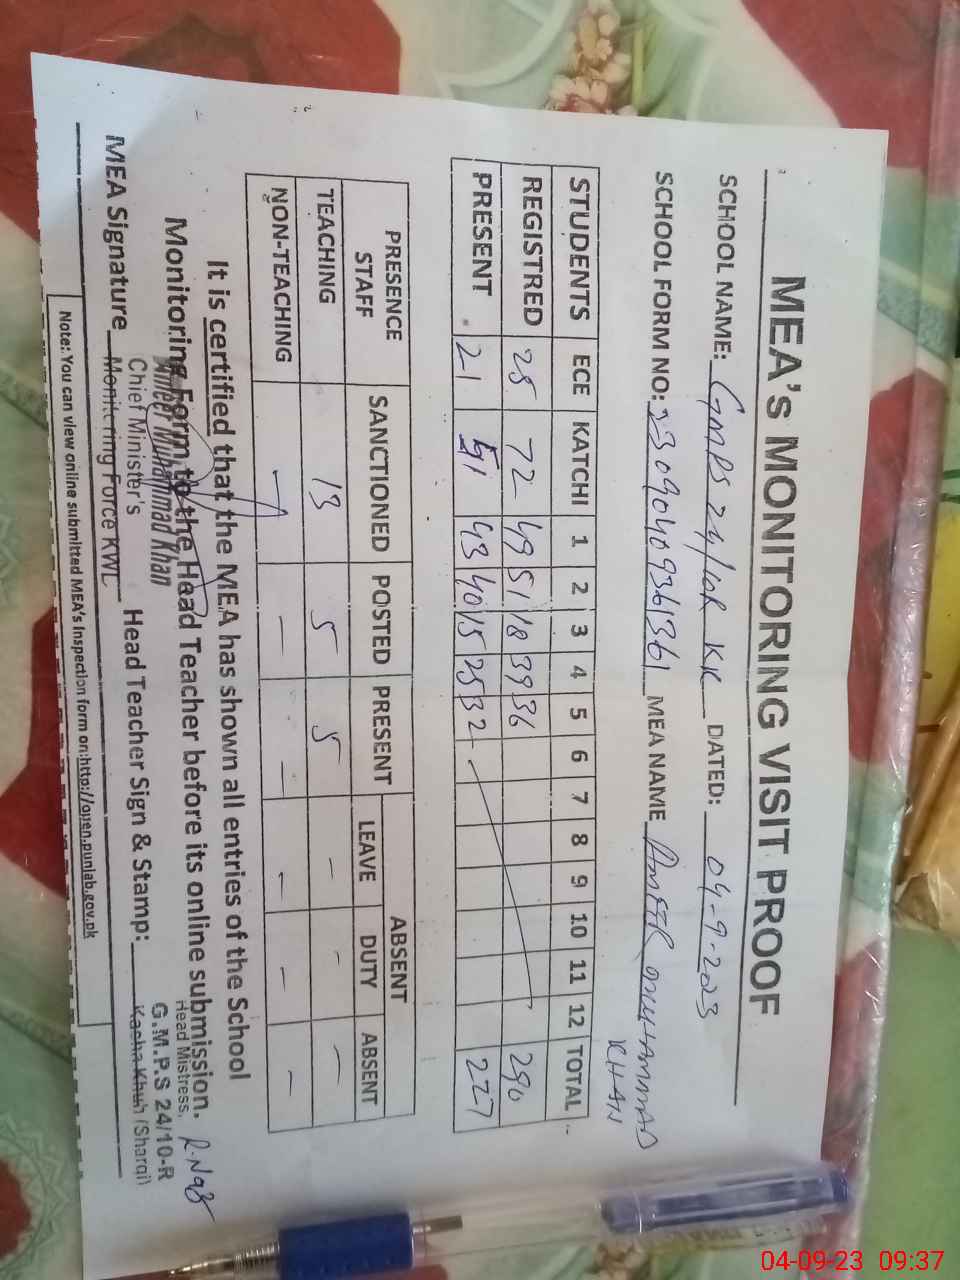 MEA's MONITORING VISIT PROOF
SCHOOL NAME: GMPS 24/10R KK DATED: 04-9-2023
SCHOOL FORM NO: 23090409361361 MEA NAME AMEER MUHAMMAD
KHAN
STUDENTS ECE KATCHI 1 2 3 4 5 6 7 8 9 10 11 12 TOTAL
REGISTRED 28 72 49 51 18 39 36 290
PRESENT 21 51 43 40 15 25 32 227
PRESENCE STAFF SANCTIONED POSTED PRESENT ABSENT
LEAVE DUTY ABSENT
TEACHING 13 5 5 - - -
NON-TEACHING - - - - -
It is certified that the MEA has shown all entries of the School
Monitoring Form to the Head Teacher before its online submission.
Ameer Muhammad Khan
Chief Minister's
Monitoring Force KWL
Head Mistress,
G.M.P.S 24/10-R
Kacha Khuh (Sharqi)
MEA Signature Head Teacher Sign & Stamp:
Note: You can view online submitted MEA's Inspection form on:http://open.punjab.gov.pk
04-09-23 09:37